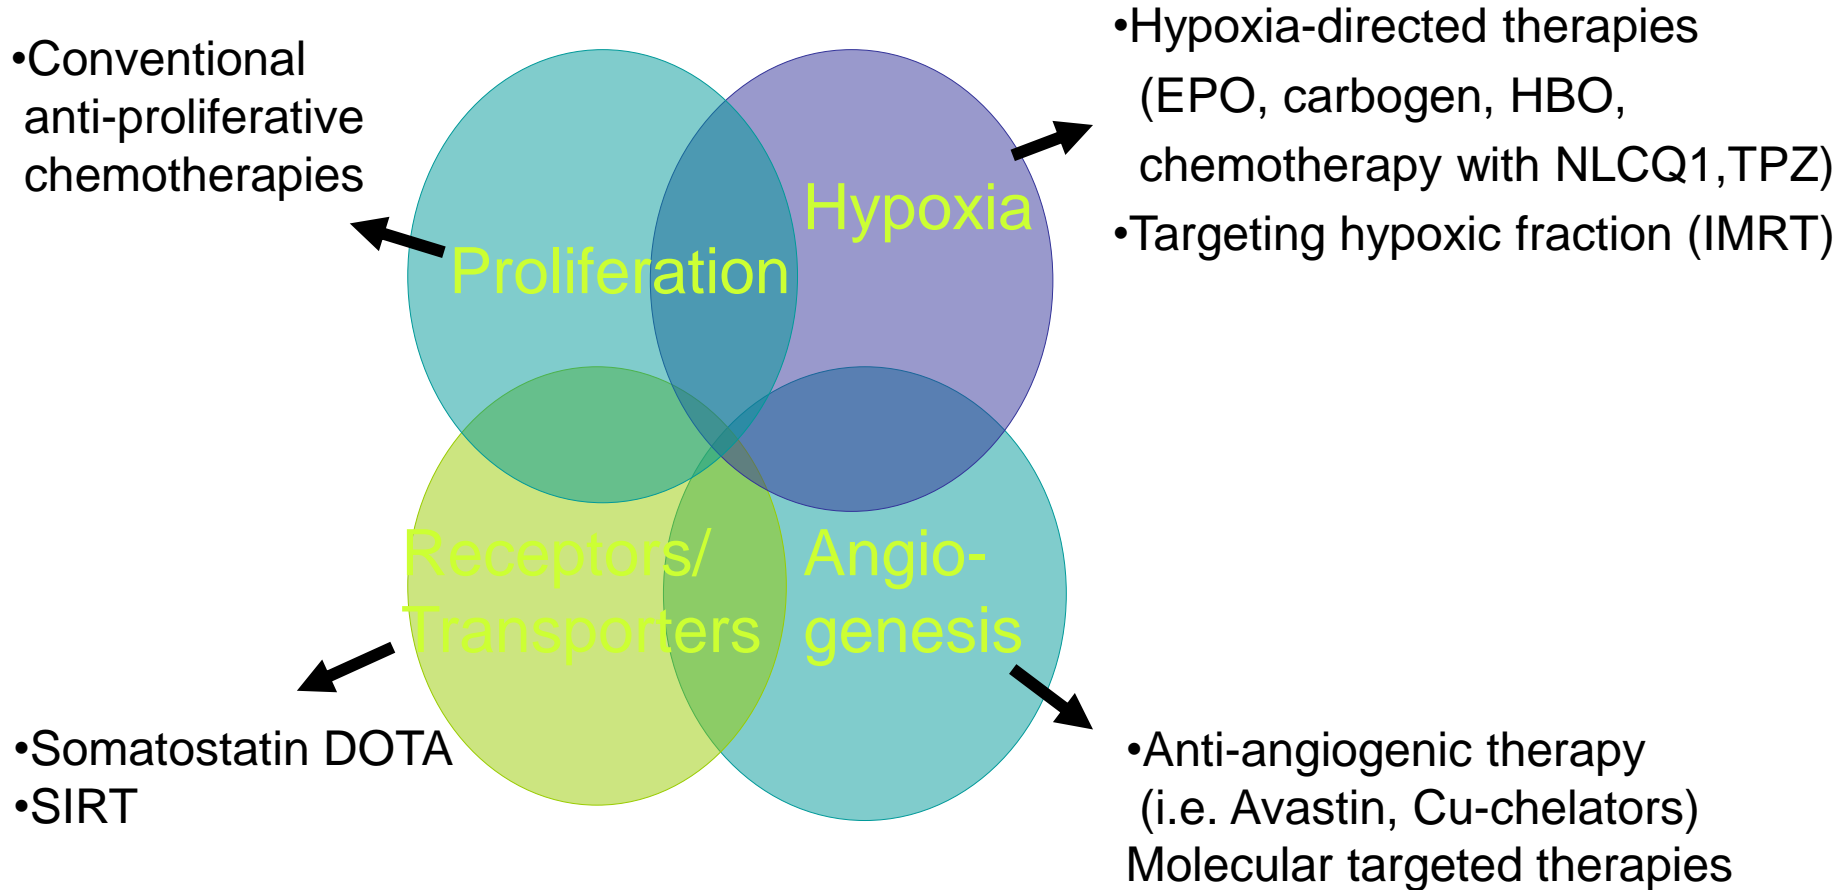 •Conventional
anti-proliferative
chemotherapies
•Hypoxia-directed therapies
(EPO, carbogen, HBO,
chemotherapy with NLCQ1,TPZ)
•Targeting hypoxic fraction (IMRT)
Proliferation
Hypoxia
Receptors/
Transporters
Angio-
genesis
•Somatostatin DOTA
•SIRT
•Anti-angiogenic therapy
(i.e. Avastin, Cu-chelators)
Molecular targeted therapies